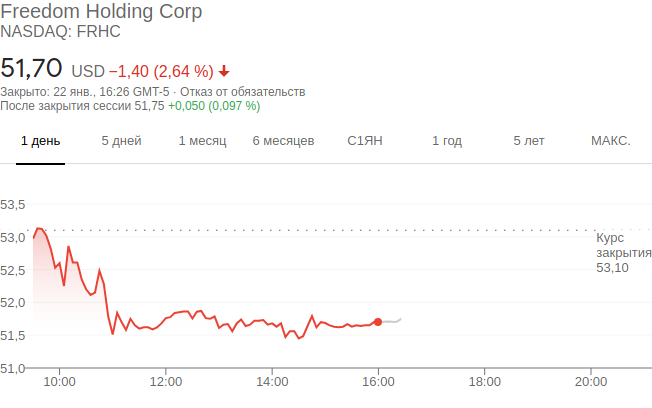 Freedom Holding Corp
NASDAQ: FRHC
51,70 USD −1,40 (2,64 %)
Закрыто: 22 янв., 16:26 GMT-5 · Отказ от обязательств
После закрытия сессии 51,75 +0,050 (0,097 %)
1 день 5 дней 1 месяц 6 месяцев С1ЯН 1 год 5 лет МАКС.
53,5
53,0
Курс
закрытия
53,10
52,5
52,0
51,5
51,0
10:00 12:00 14:00 16:00 18:00 20:00